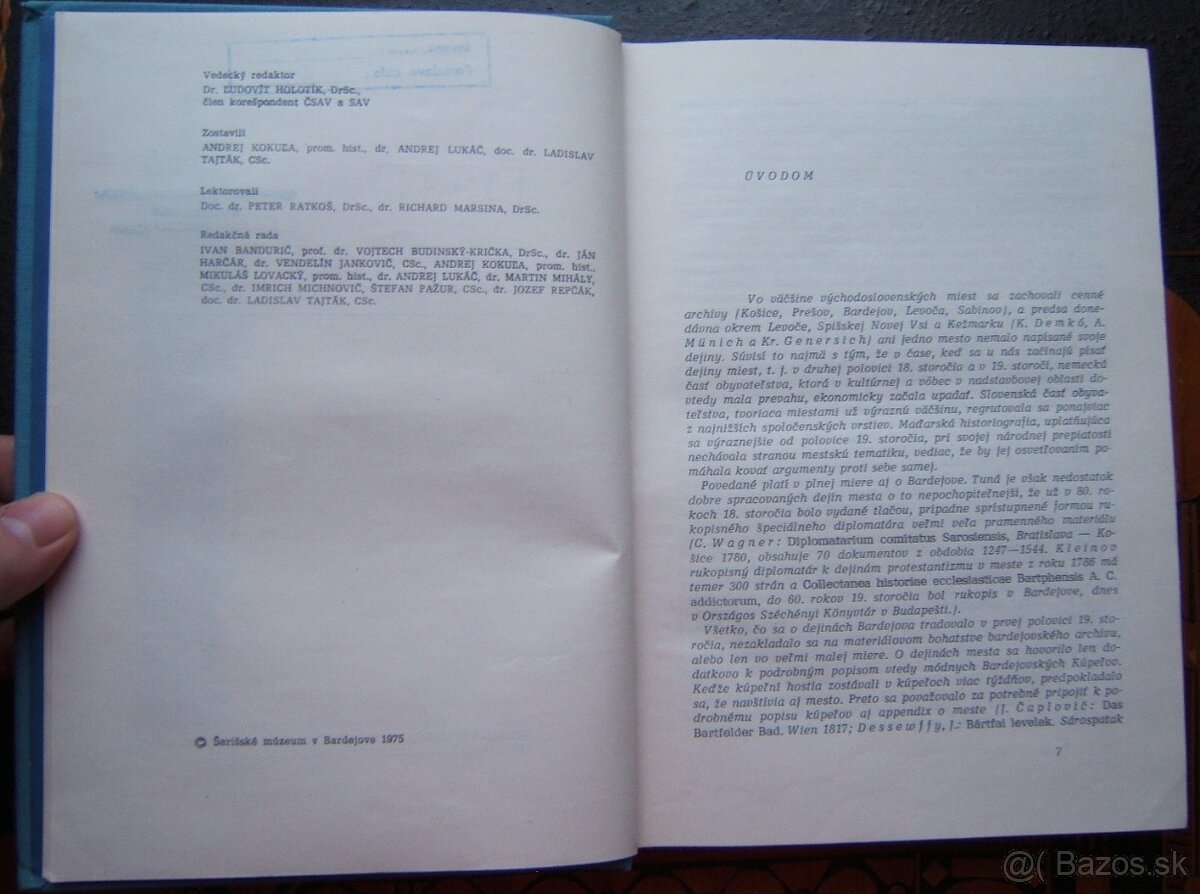 Vedecký redaktor
Dr. ĽUDOVÍT HOLOTÍK, DrSc.,
člen korešpondent ČSAV a SAV
Zostavili
ANDREJ KOKUĽA, prom. hist., dr. ANDREJ LUKÁČ, doc. dr. LADISLAV
TAJTÁK, CSc.
Lektorovali
Doc. dr. PETER RATKOŠ, DrSc., dr. RICHARD MARSINA, DrSc.
Redakčná rada
IVAN BANDURIČ, prof. dr. VOJTECH BUDINSKÝ-KRIČKA, DrSc., dr. JÁN
HARČÁR, dr. VENDELÍN JANKOVIČ, CSc., ANDREJ KOKUĽA, prom. hist.,
MIKULÁŠ LOVACKÝ, prom. hist., dr. ANDREJ LUKÁČ, dr. MARTIN MIHÁLY,
CSc., dr. IMRICH MICHNOVIČ, ŠTEFAN PAŽUR, CSc., dr. JOZEF REPČÁK,
doc. dr. LADISLAV TAJTÁK, CSc.
© Šarišské múzeum v Bardejove 1975
ÚVODOM
Vo väčšine východoslovenských miest sa zachovali cenné
archívy (Košice, Prešov, Bardejov, Levoča, Sabinov), a predsa done-
dávna okrem Levoče, Spišskej Novej Vsi a Kežmarku (K. Demkó, A.
Münich a Kr. Genersich) ani jedno mesto nemalo napísané svoje
dejiny. Súvisí to najmä s tým, že v čase, keď sa u nás začínajú písať
dejiny miest, t. j. v druhej polovici 18. storočia a v 19. storočí, nemecká
časť obyvateľstva, ktorá v kultúrnej a vôbec v nadstavbovej oblasti do-
vtedy mala prevahu, ekonomicky začala upadať. Slovenská časť obyva-
teľstva, tvoriaca miestami už výraznú väčšinu, regrutovala sa ponajviac
z najnižších spoločenských vrstiev. Maďarská historiografia, uplatňujúca
sa výraznejšie od polovice 19. storočia, pri svojej národnej prepiatosti
nechávala stranou mestskú tematiku, vediac, že by jej osvetľovaním po-
máhala kovať argumenty proti sebe samej.
Povedané platí v plnej miere aj o Bardejove. Tuná je však nedostatok
dobre spracovaných dejín mesta o to nepochopiteľnejší, že už v 80. ro-
koch 18. storočia bolo vydané tlačou, prípadne sprístupnené formou ru-
kopisného špeciálneho diplomatára veľmi veľa pramenného materiálu
(C. Wagner: Diplomatarium comitatus Sarosiensis, Bratislava — Ko-
šice 1780, obsahuje 70 dokumentov z obdobia 1247—1544. Kleinov
rukopisný diplomatár k dejinám protestantizmu v meste z roku 1786 má
temer 300 strán a Collectanea historiae ecclesiasticae Bartphensis A. C.
addictorum, do 60. rokov 19. storočia bol rukopis v Bardejove, dnes
v Országos Széchényi Könyvtár v Budapešti.).
Všetko, čo sa o dejinách Bardejova tradovalo v prvej polovici 19. sto-
ročia, nezakladalo sa na materiálovom bohatstve bardejovského archívu,
alebo len vo veľmi malej miere. O dejinách mesta sa hovorilo len do-
datkovo k podrobným popisom vtedy módnych Bardejovských Kúpeľov.
Keďže kúpeľní hostia zostávali v kúpeľoch viac týždňov, predpokladalo
sa, že navštívia aj mesto. Preto sa považovalo za potrebné pripojiť k po-
drobnému popisu kúpeľov aj appendix o meste (J. Čaplovič: Das
Bartfelder Bad. Wien 1817; Dessewffy, J.: Bártfai levelek. Sárospatak
7
@( Bazos.sk